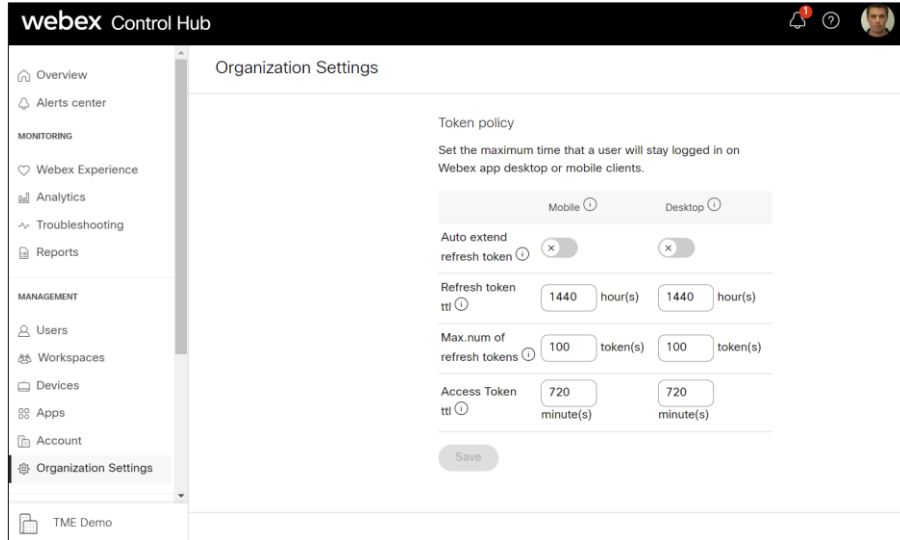 webex Control Hub
1
Overview
Alerts center
MONITORING
Webex Experience
Analytics
Troubleshooting
Reports
MANAGEMENT
Users
Workspaces
Devices
Apps
Account
Organization Settings
TME Demo
Organization Settings
Token policy
Set the maximum time that a user will stay logged in on
Webex app desktop or mobile clients.
Mobile Desktop
Auto extend
refresh token
Refresh token
ttl
1440 hour(s) 1440 hour(s)
Max.num of
refresh tokens
100 token(s) 100 token(s)
Access Token
ttl
720 720
minute(s) minute(s)
Save